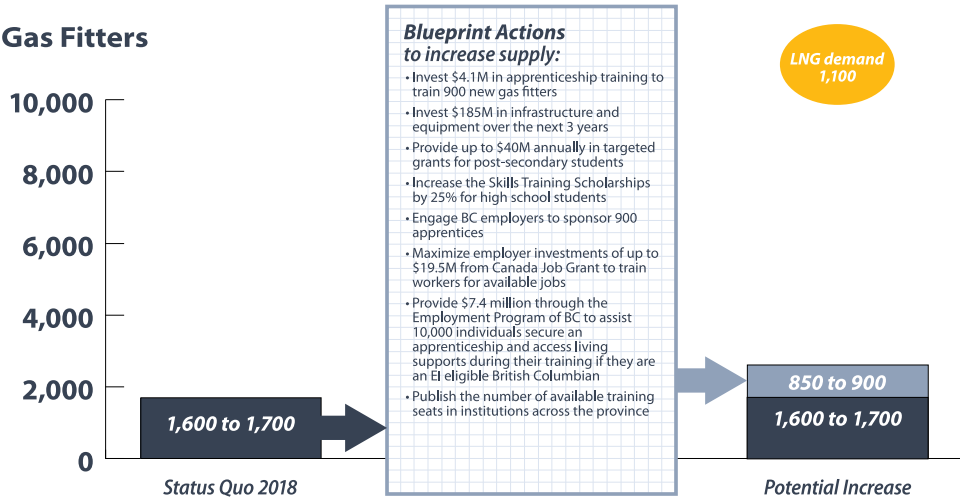 Gas Fitters
10,000
8,000
6,000
4,000
2,000
0
1,600 to 1,700
Status Quo 2018
Blueprint Actions
to increase supply:
• Invest $4.1M in apprenticeship training to
train 900 new gas fitters
• Invest $185M in infrastructure and
equipment over the next 3 years
• Provide up to $40M annually in targeted
grants for post-secondary students
• Increase the Skills Training Scholarships
by 25% for high school students
• Engage BC employers to sponsor 900
apprentices
• Maximize employer investments of up to
$19.5M from Canada Job Grant to train
workers for available jobs
• Provide $7.4 million through the
Employment Program of BC to assist
10,000 individuals secure an
apprenticeship and access living
supports during their training if they are
an EI eligible British Columbian
• Publish the number of available training
seats in institutions across the province
LNG demand
1,100
850 to 900
1,600 to 1,700
Potential Increase